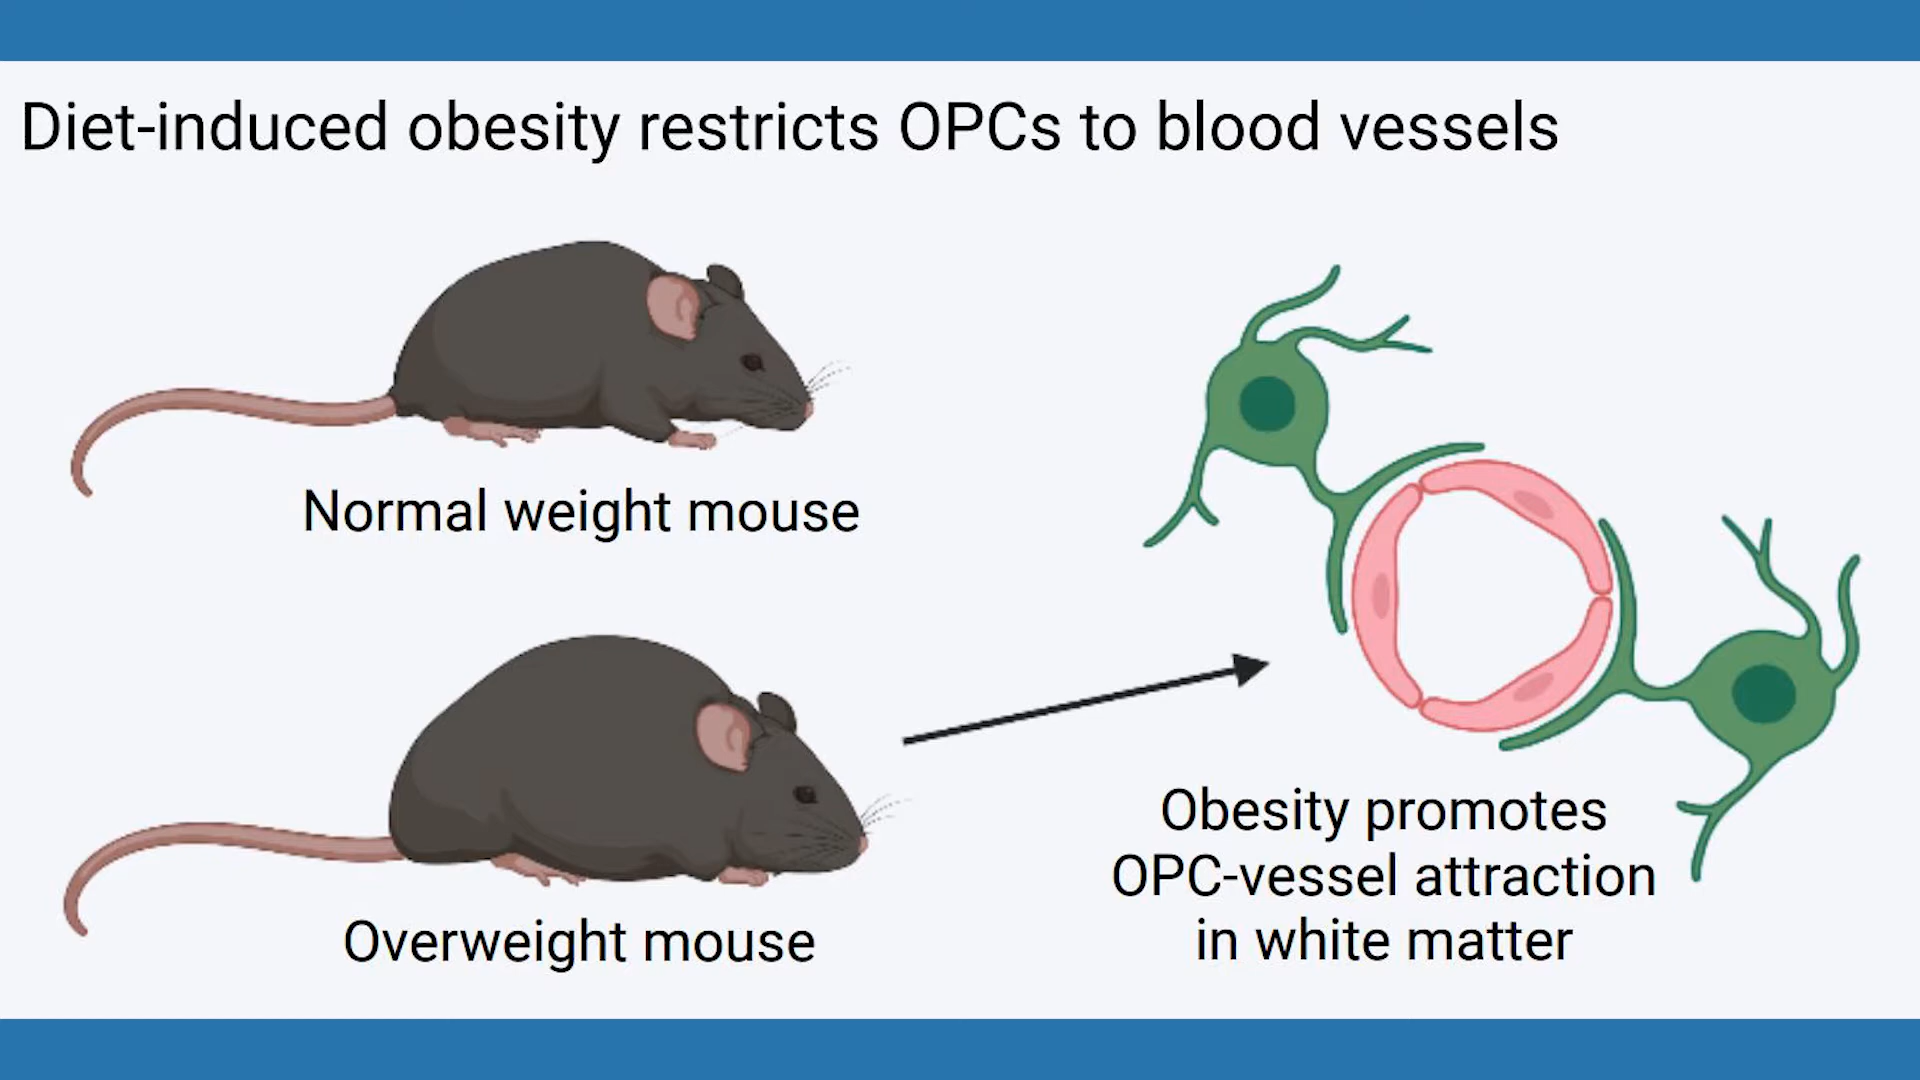 Diet-induced obesity restricts OPCs to blood vessels
Normal weight mouse
Overweight mouse
Obesity promotes
OPC-vessel attraction
in white matter